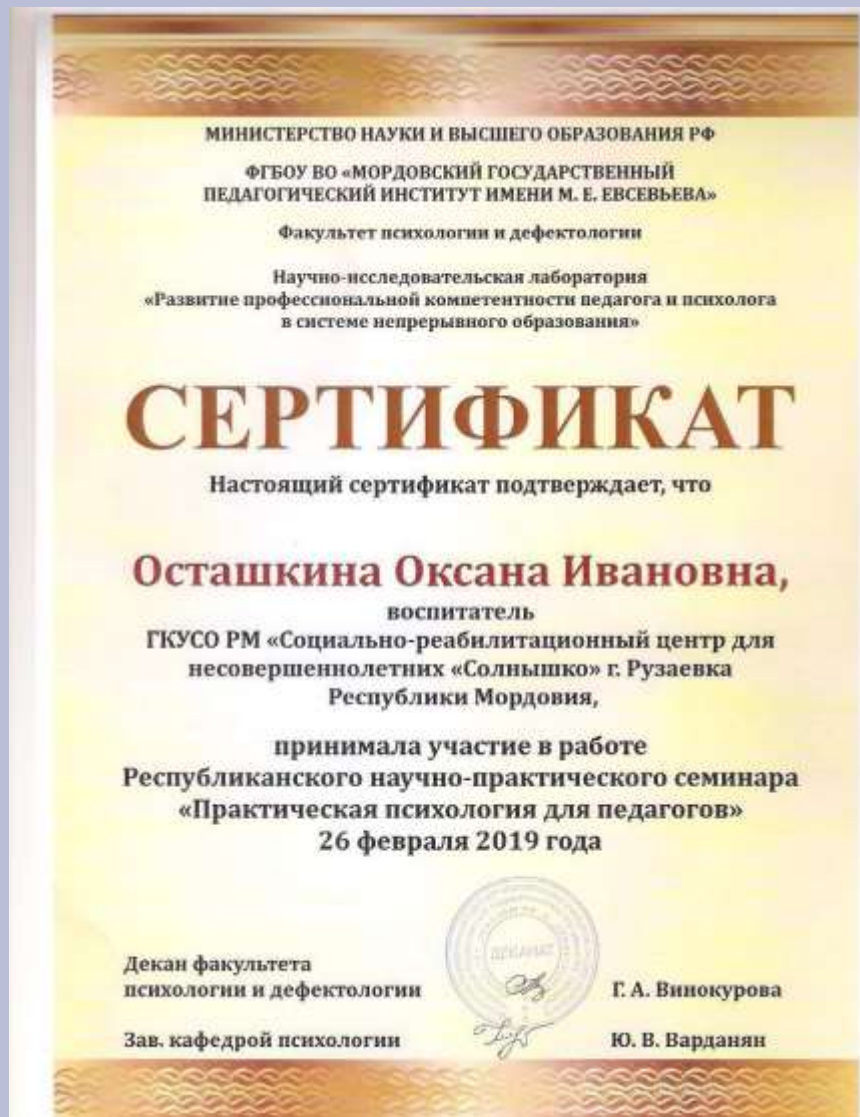 МИНИСТЕРСТВО НАУКИ И ВЫСШЕГО ОБРАЗОВАНИЯ РФ
ФГБОУ ВО «МОРДОВСКИЙ ГОСУДАРСТВЕННЫЙ
ПЕДАГОГИЧЕСКИЙ ИНСТИТУТ ИМЕНИ М. Е. ЕВСЕВЬЕВА»
Факультет психологии и дефектологии
Научно-исследовательская лаборатория
«Развитие профессиональной компетентности педагога и психолога
в системе непрерывного образования»
СЕРТИФИКАТ
Настоящий сертификат подтверждает, что
Осташкина Оксана Ивановна,
воспитатель
ГКУСО РМ «Социально-реабилитационный центр для
несовершеннолетних «Солнышко» г. Рузаевка
Республики Мордовия,
принимала участие в работе
Республиканского научно-практического семинара
«Практическая психология для педагогов»
26 февраля 2019 года
ДЕКАНАТ
Декан факультета
психологии и дефектологии
Г. А. Винокурова
Зав. кафедрой психологии
Ю. В. Варданян